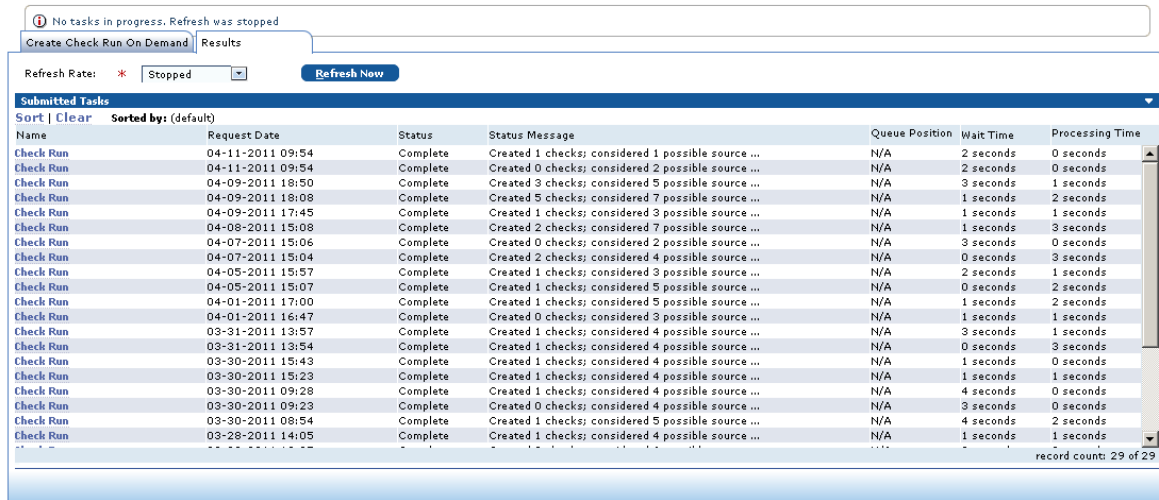 No tasks in progress. Refresh was stopped
Create Check Run On Demand Results
Refresh Rate: * Stopped Refresh Now
Submitted Tasks
Sort | Clear Sorted by: (default)
Name Request Date Status Status Message Queue Position Wait Time Processing Time
Check Run 04-11-2011 09:54 Complete Created 1 checks; considered 1 possible source ... N/A 2 seconds 0 seconds
Check Run 04-11-2011 09:54 Complete Created 0 checks; considered 2 possible source ... N/A 2 seconds 0 seconds
Check Run 04-09-2011 18:50 Complete Created 3 checks; considered 5 possible source ... N/A 3 seconds 1 seconds
Check Run 04-09-2011 18:08 Complete Created 5 checks; considered 7 possible source ... N/A 1 seconds 2 seconds
Check Run 04-09-2011 17:45 Complete Created 1 checks; considered 3 possible source ... N/A 1 seconds 1 seconds
Check Run 04-08-2011 15:08 Complete Created 2 checks; considered 7 possible source ... N/A 1 seconds 3 seconds
Check Run 04-07-2011 15:06 Complete Created 0 checks; considered 2 possible source ... N/A 3 seconds 0 seconds
Check Run 04-07-2011 15:04 Complete Created 2 checks; considered 4 possible source ... N/A 0 seconds 3 seconds
Check Run 04-05-2011 15:57 Complete Created 1 checks; considered 3 possible source ... N/A 2 seconds 1 seconds
Check Run 04-05-2011 15:07 Complete Created 1 checks; considered 5 possible source ... N/A 0 seconds 2 seconds
Check Run 04-01-2011 17:00 Complete Created 1 checks; considered 5 possible source ... N/A 1 seconds 2 seconds
Check Run 04-01-2011 16:47 Complete Created 0 checks; considered 3 possible source ... N/A 1 seconds 1 seconds
Check Run 03-31-2011 13:57 Complete Created 1 checks; considered 4 possible source ... N/A 3 seconds 1 seconds
Check Run 03-31-2011 13:54 Complete Created 1 checks; considered 4 possible source ... N/A 0 seconds 3 seconds
Check Run 03-30-2011 15:43 Complete Created 1 checks; considered 4 possible source ... N/A 1 seconds 0 seconds
Check Run 03-30-2011 15:23 Complete Created 1 checks; considered 4 possible source ... N/A 1 seconds 1 seconds
Check Run 03-30-2011 09:28 Complete Created 1 checks; considered 4 possible source ... N/A 4 seconds 0 seconds
Check Run 03-30-2011 09:23 Complete Created 0 checks; considered 4 possible source ... N/A 3 seconds 0 seconds
Check Run 03-30-2011 08:54 Complete Created 1 checks; considered 5 possible source ... N/A 4 seconds 2 seconds
Check Run 03-28-2011 14:05 Complete Created 1 checks; considered 4 possible source ... N/A 1 seconds 1 seconds
record count: 29 of 29